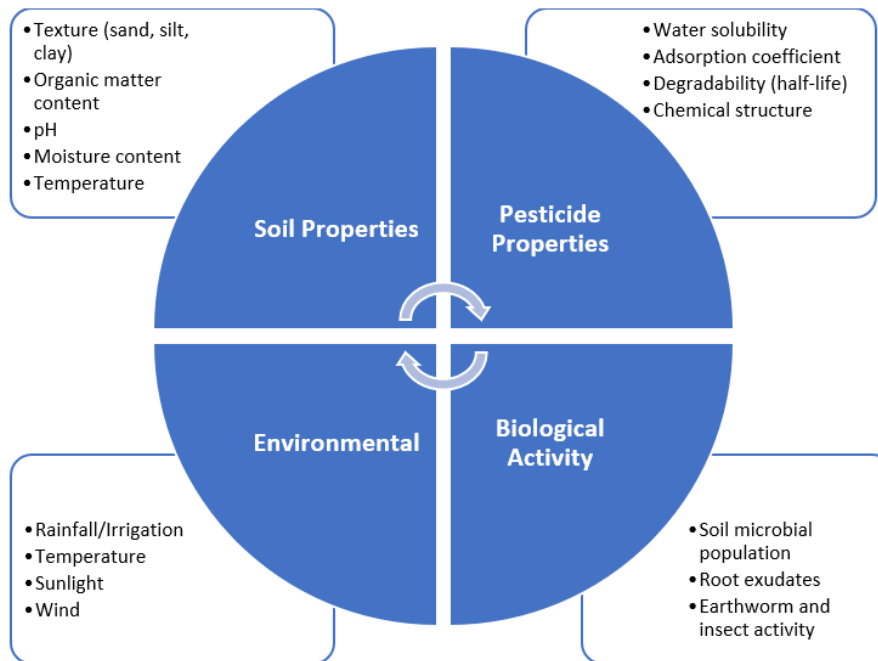 •Texture (sand, silt,
clay)
•Organic matter
content
•pH
•Moisture content
•Temperature
•Water solubility
•Adsorption coefficient
•Degradability (half-life)
•Chemical structure
Soil Properties
Pesticide
Properties
Environmental
Biological
Activity
•Rainfall/Irrigation
•Temperature
•Sunlight
•Wind
•Soil microbial
population
•Root exudates
•Earthworm and
insect activity